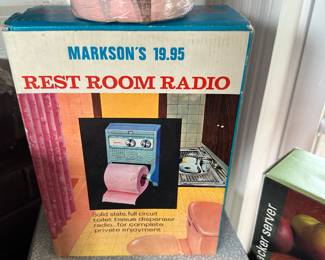 MARKSON'S 19.95
REST ROOM RADIO
Solid state, full circuit
toilet tissue dispenser
radio...for complete
private enjoyment
cker server